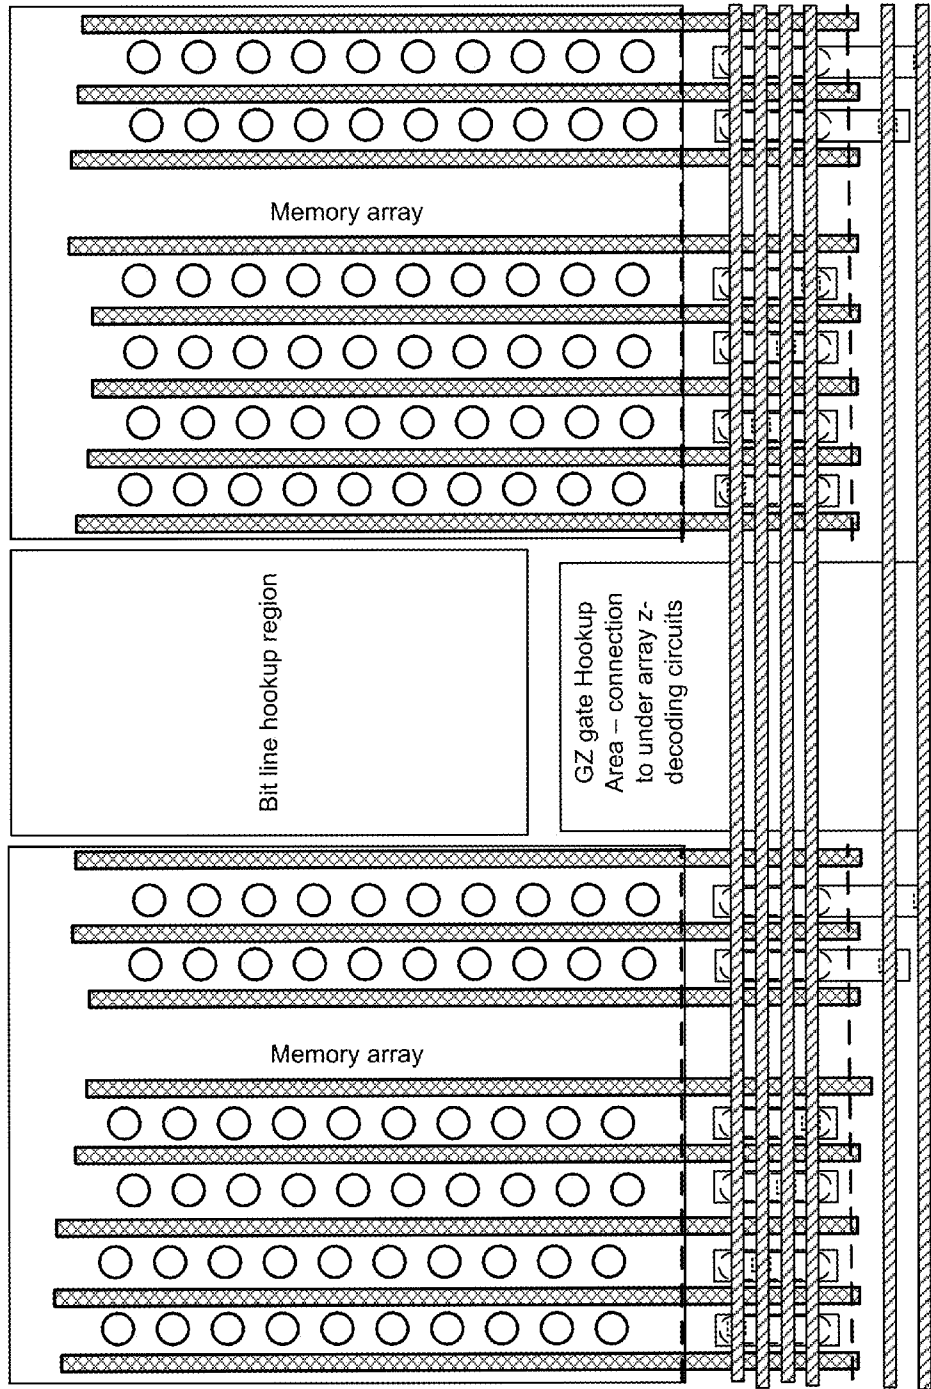 Memory array
Bit line hookup region
GZ gate Hookup
Area – connection
to under array z-
decoding circuits
Memory array